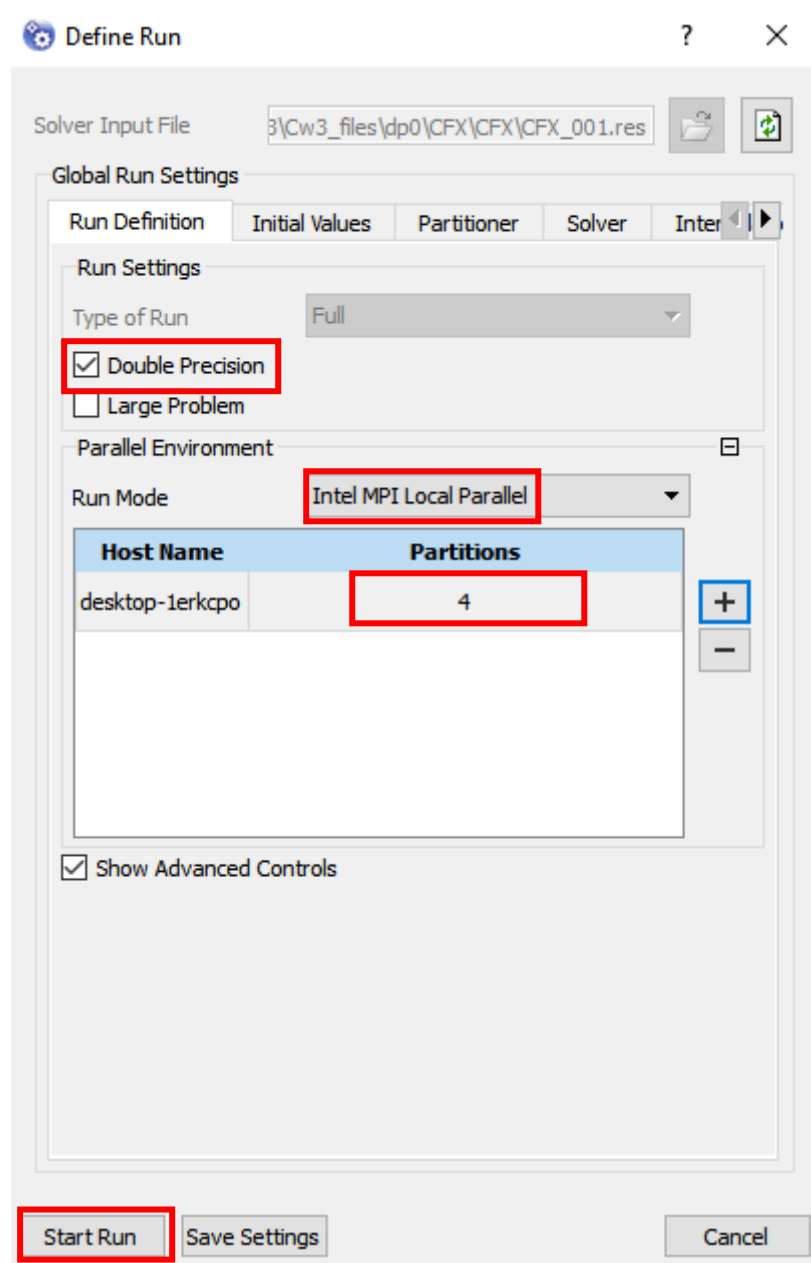 Define Run ?
Solver Input File 3\Cw3_files\dp0\CFX\CFX\CFX_001.res
Global Run Settings
Run Definition Initial Values Partitioner Solver Inter
Run Settings
Type of Run Full
Double Precision
Large Problem
Parallel Environment
Run Mode Intel MPI Local Parallel
Host Name Partitions
desktop-1erkcpo 4
Show Advanced Controls
Start Run Save Settings Cancel